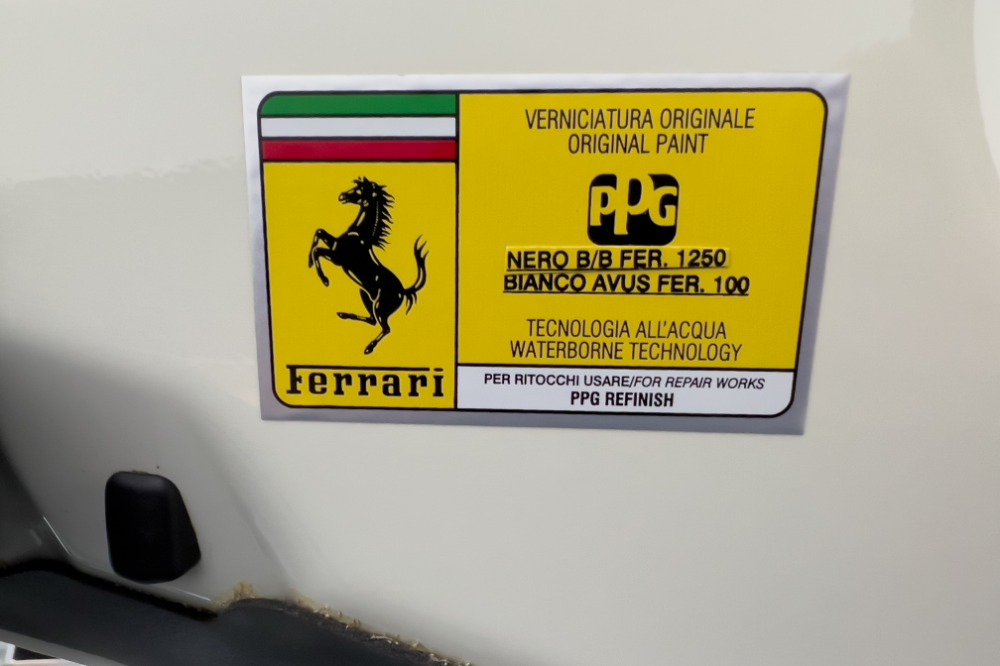 VERNICIATURA ORIGINALE
ORIGINAL PAINT
PPG
NERO B/B FER. 1250
BIANCO AVUS FER. 100
TECNOLOGIA ALL'ACQUA
WATERBORNE TECHNOLOGY
Ferrari
PER RITOCCHI USARE/FOR REPAIR WORKS
PPG REFINISH